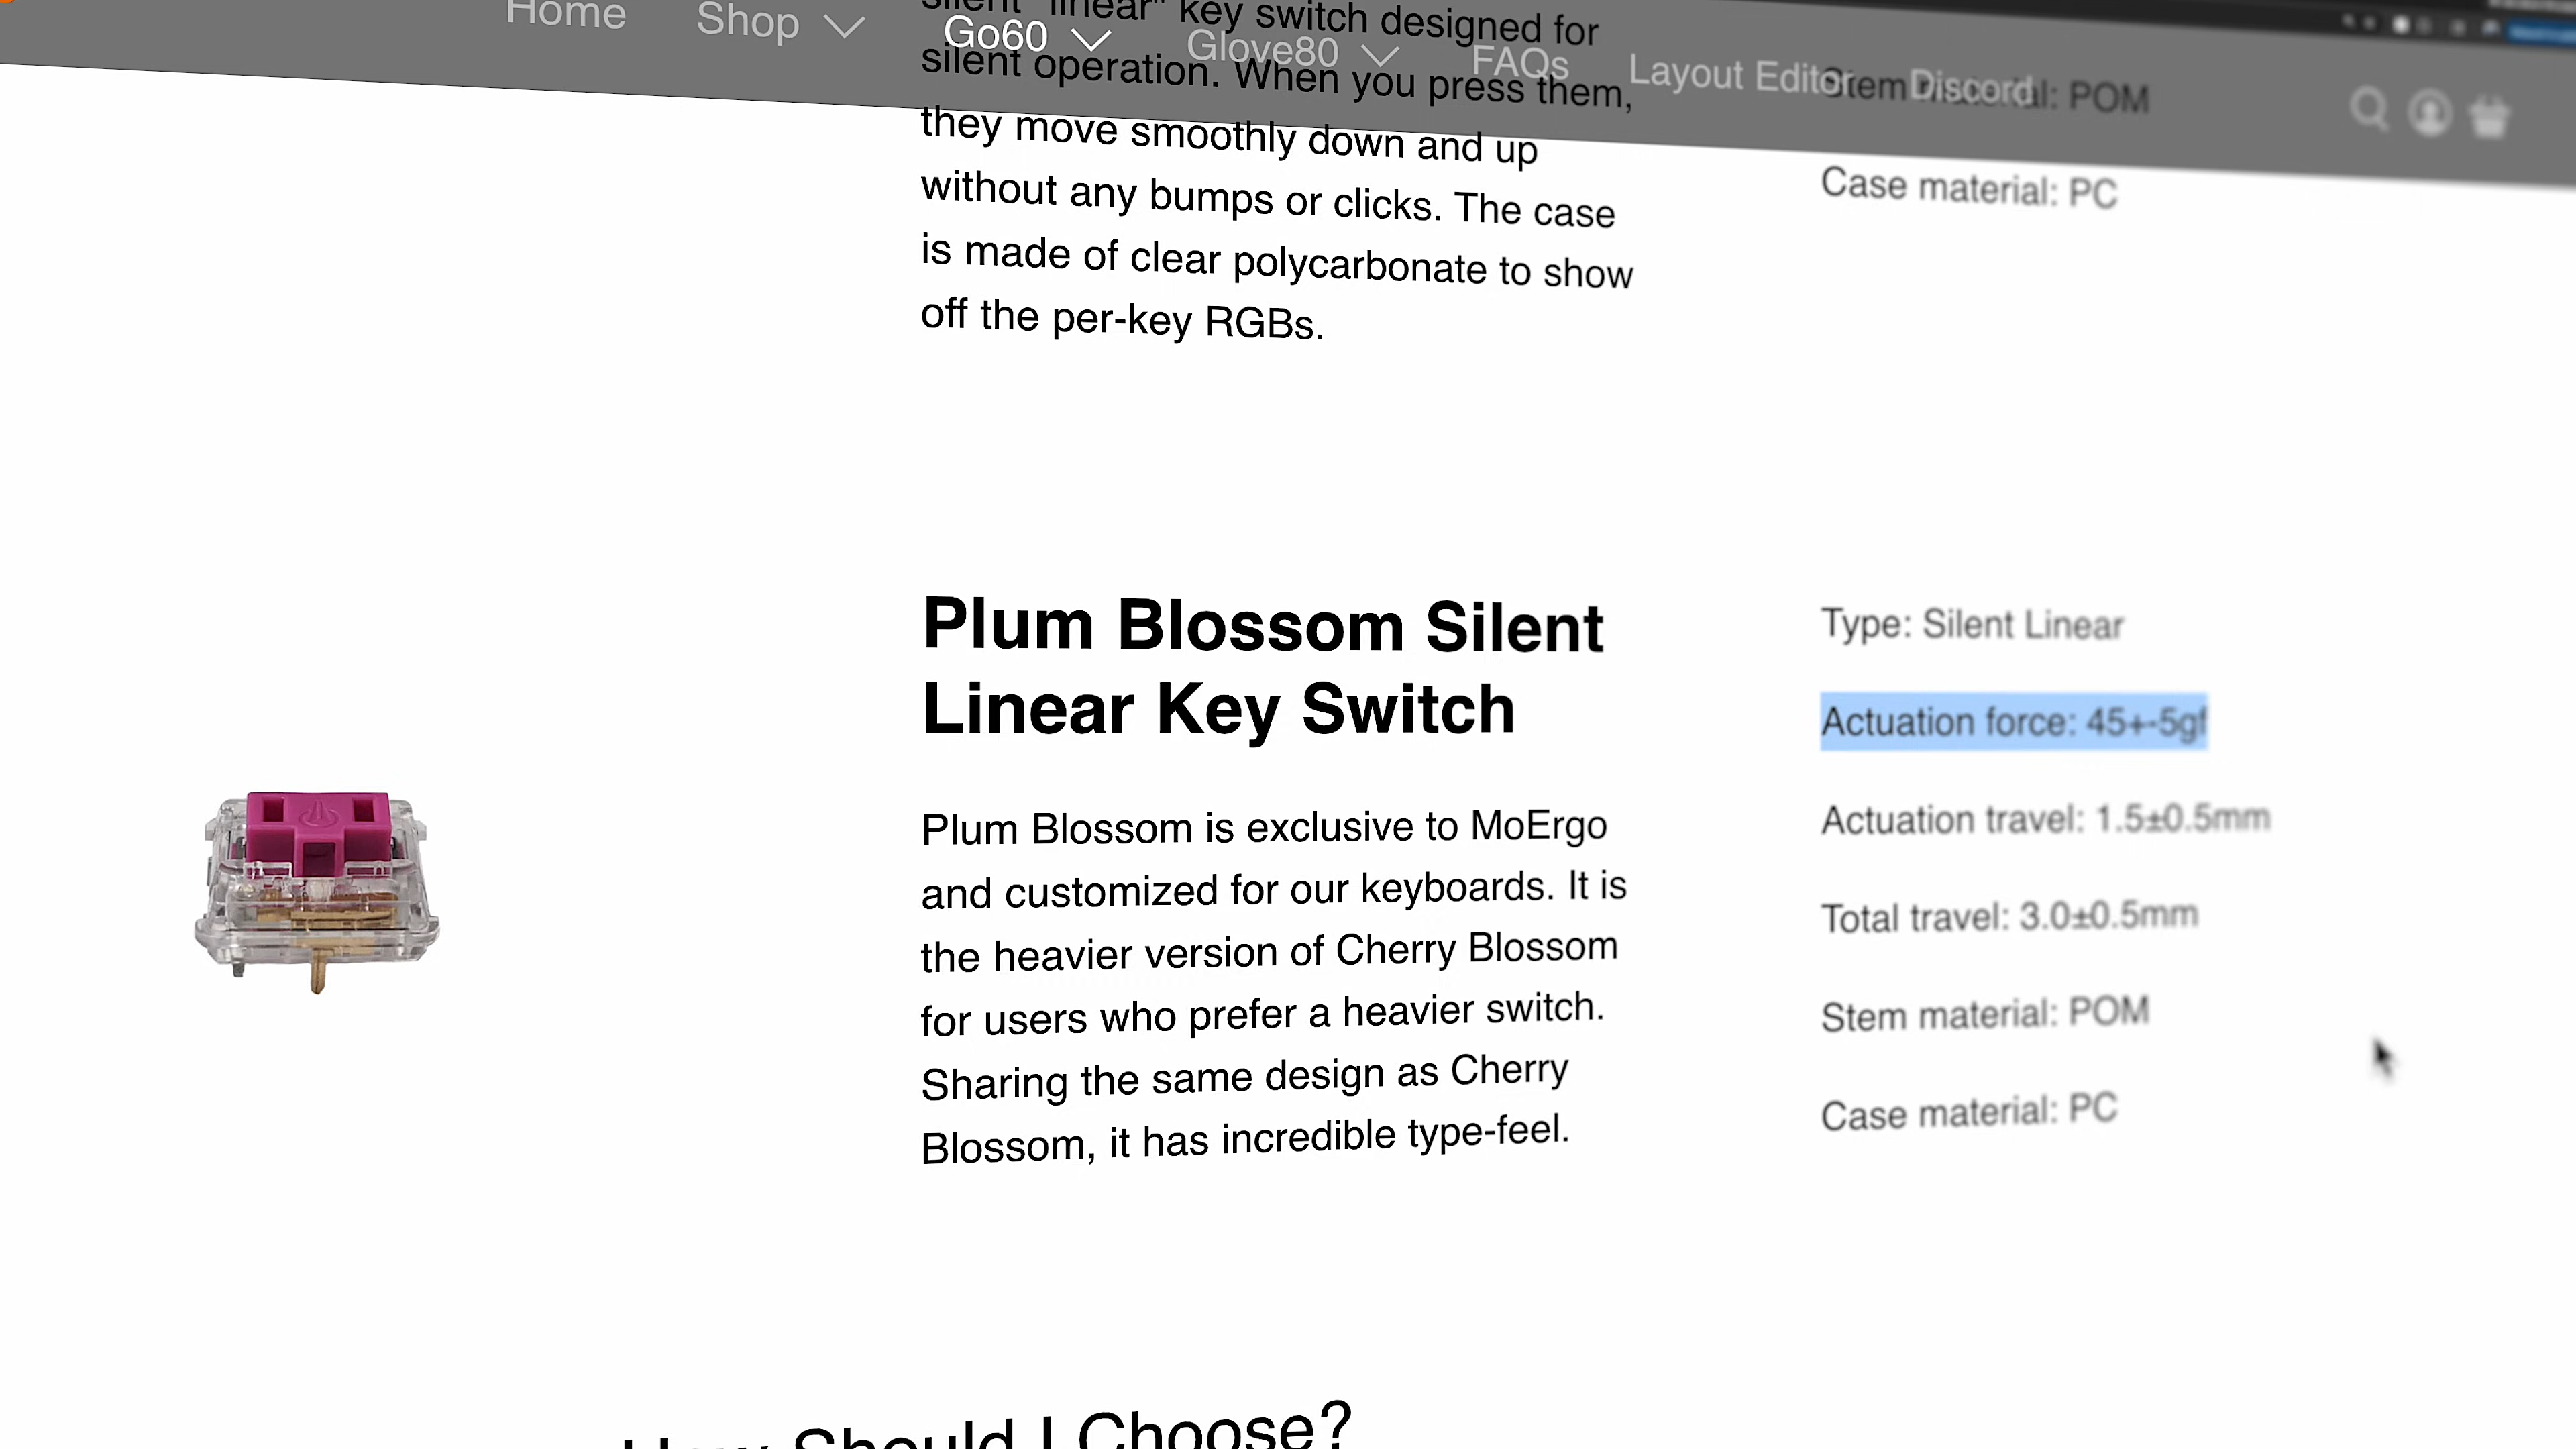 Home Shop Go60 Glove80 FAQs Layout Editor Discord
silent "linear" key switch designed for
silent operation. When you press them,
they move smoothly down and up
without any bumps or clicks. The case
is made of clear polycarbonate to show
off the per-key RGBs.
Stem material: POM
Case material: PC
Plum Blossom Silent
Linear Key Switch
Plum Blossom is exclusive to MoErgo
and customized for our keyboards. It is
the heavier version of Cherry Blossom
for users who prefer a heavier switch.
Sharing the same design as Cherry
Blossom, it has incredible type-feel.
Type: Silent Linear
Actuation force: 45+-5gf
Actuation travel: 1.5±0.5mm
Total travel: 3.0±0.5mm
Stem material: POM
Case material: PC
How Should I Choose?